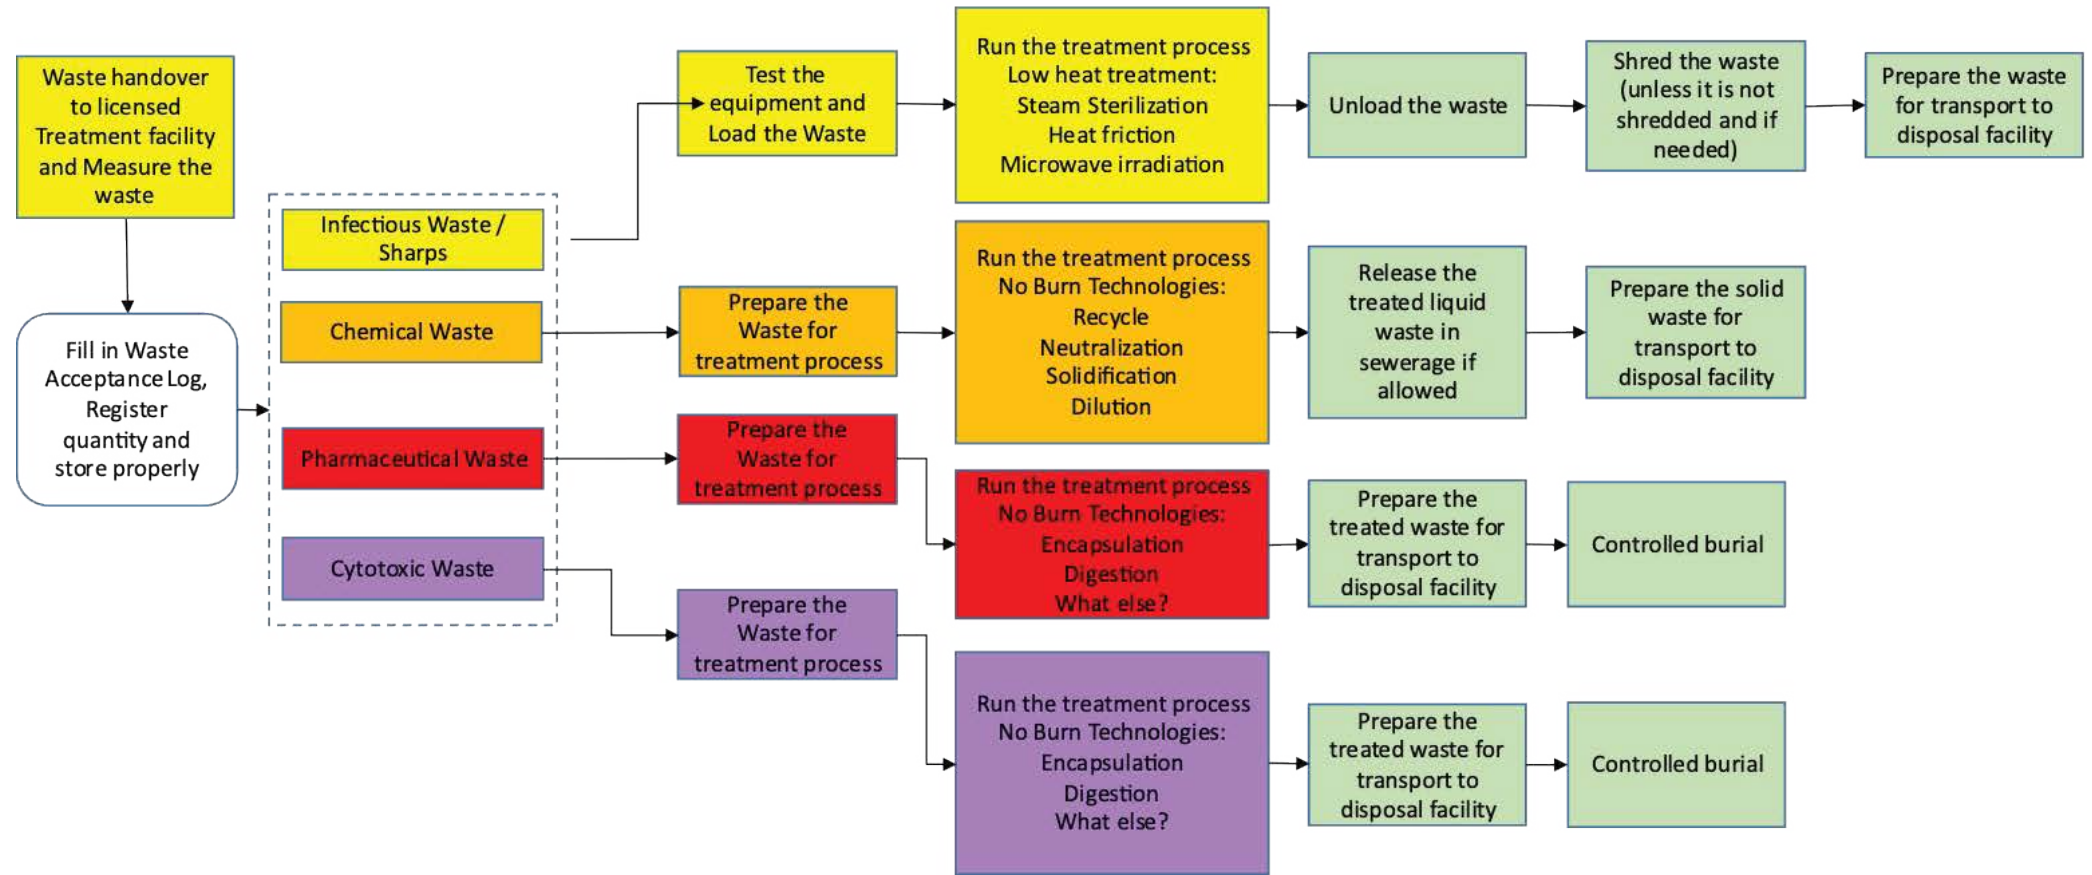 Waste handover
to licensed
Treatment facility
and Measure the
waste
Fill in Waste
Acceptance Log,
Register
quantity and
store properly
Infectious Waste /
Sharps
Chemical Waste
Pharmaceutical Waste
Cytotoxic Waste
Test the
equipment and
Load the Waste
Run the treatment process
Low heat treatment:
Steam Sterilization
Heat friction
Microwave irradiation
Unload the waste
Shred the waste
(unless it is not
shredded and if
needed)
Prepare the waste
for transport to
disposal facility
Prepare the
Waste for
treatment process
Run the treatment process
No Burn Technologies:
Recycle
Neutralization
Solidification
Dilution
Release the
treated liquid
waste in
sewerage if
allowed
Prepare the solid
waste for
transport to
disposal facility
Prepare the
Waste for
treatment process
Run the treatment process
No Burn Technologies:
Encapsulation
Digestion
What else?
Prepare the
treated waste for
transport to
disposal facility
Controlled burial
Prepare the
Waste for
treatment process
Run the treatment process
No Burn Technologies:
Encapsulation
Digestion
What else?
Prepare the
treated waste for
transport to
disposal facility
Controlled burial